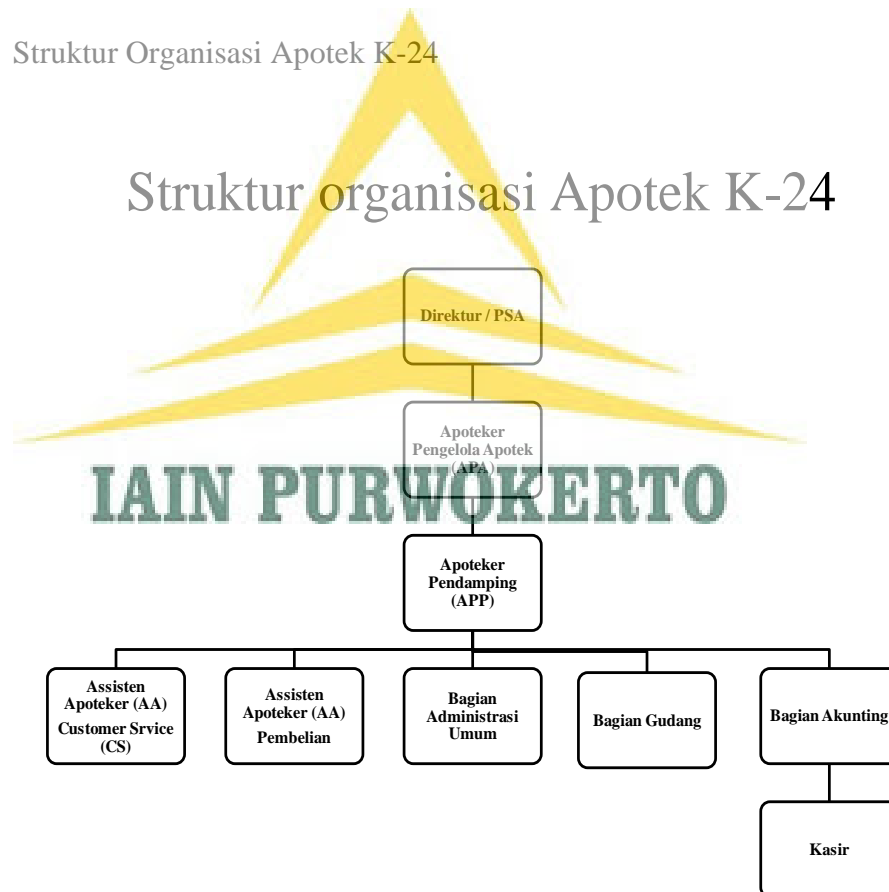 Struktur Organisasi Apotek K-24
Struktur organisasi Apotek K-24
Direktur / PSA
Apoteker
Pengelola Apotek
(APA)
IAIN PURWOKERTO
Apoteker
Pendamping
(APP)
Assisten
Apoteker (AA)
Customer Srvice
(CS)
Assisten
Apoteker (AA)
Pembelian
Bagian
Administrasi
Umum
Bagian Gudang
Bagian Akunting
Kasir